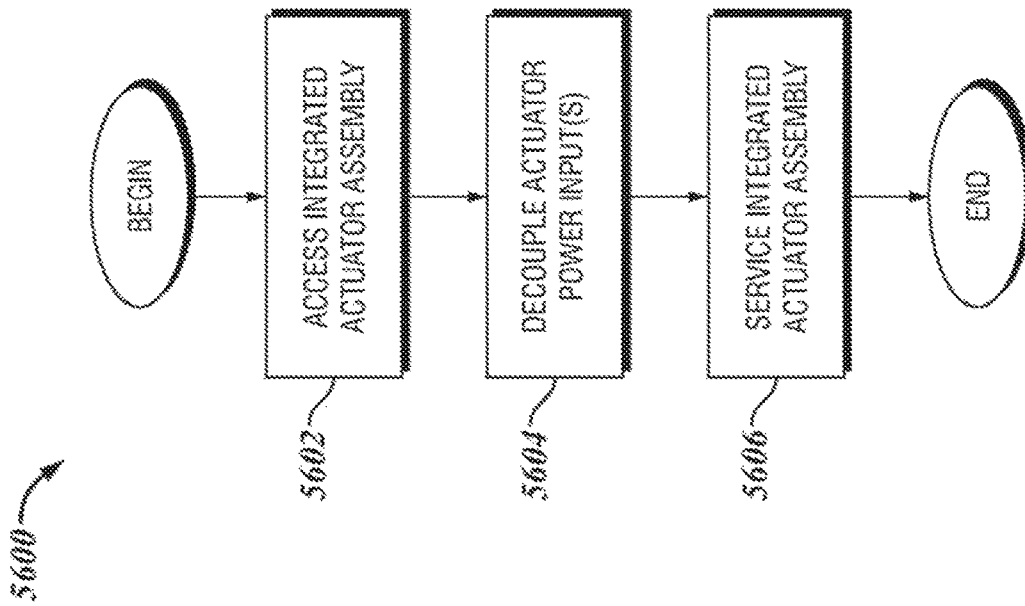 5600
BEGIN
5602
ACCESS INTEGRATED
ACTUATOR ASSEMBLY
5604
DECOUPLE ACTUATOR
POWER INPUT(S)
5606
SERVICE INTEGRATED
ACTUATOR ASSEMBLY
END